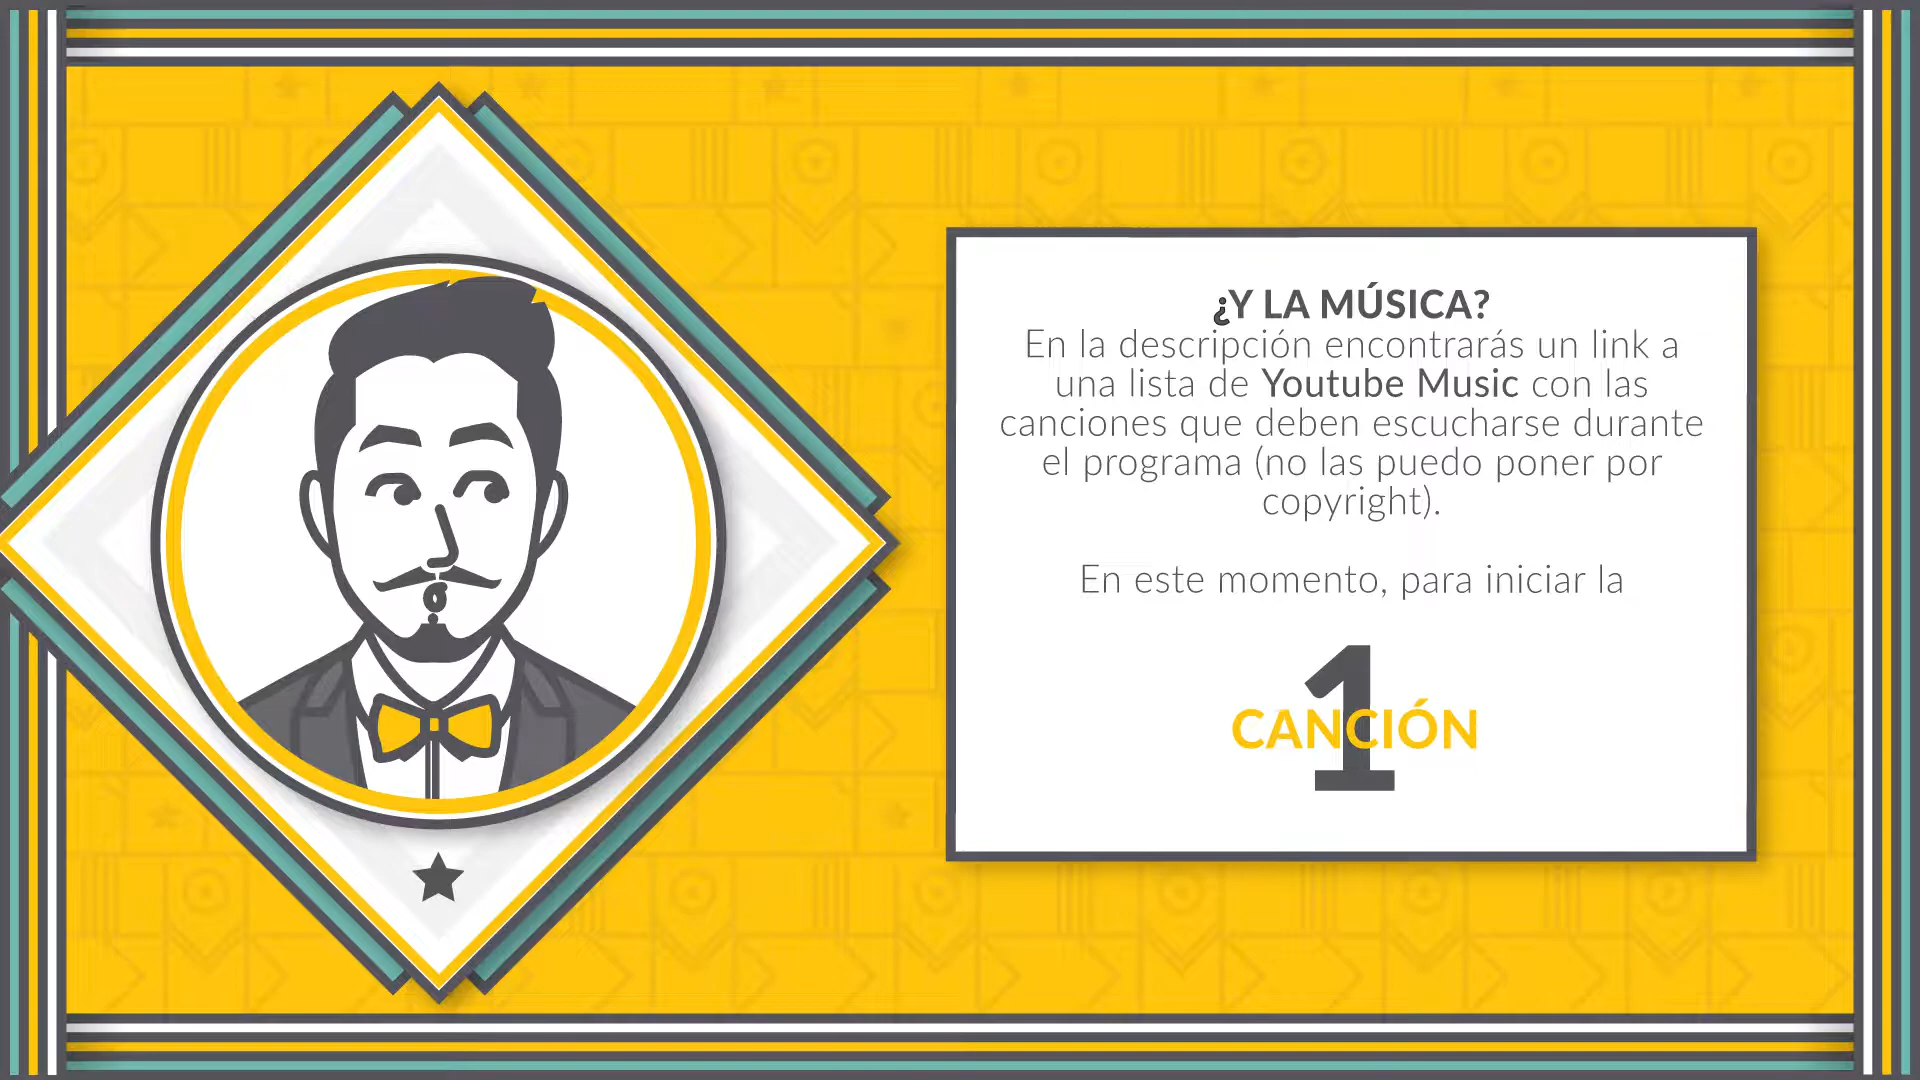 ¿Y LA MÚSICA?
En la descripción encontrarás un link a
una lista de Youtube Music con las
canciones que deben escucharse durante
el programa (no las puedo poner por
copyright).
En este momento, para iniciar la
1
CANCIÓN